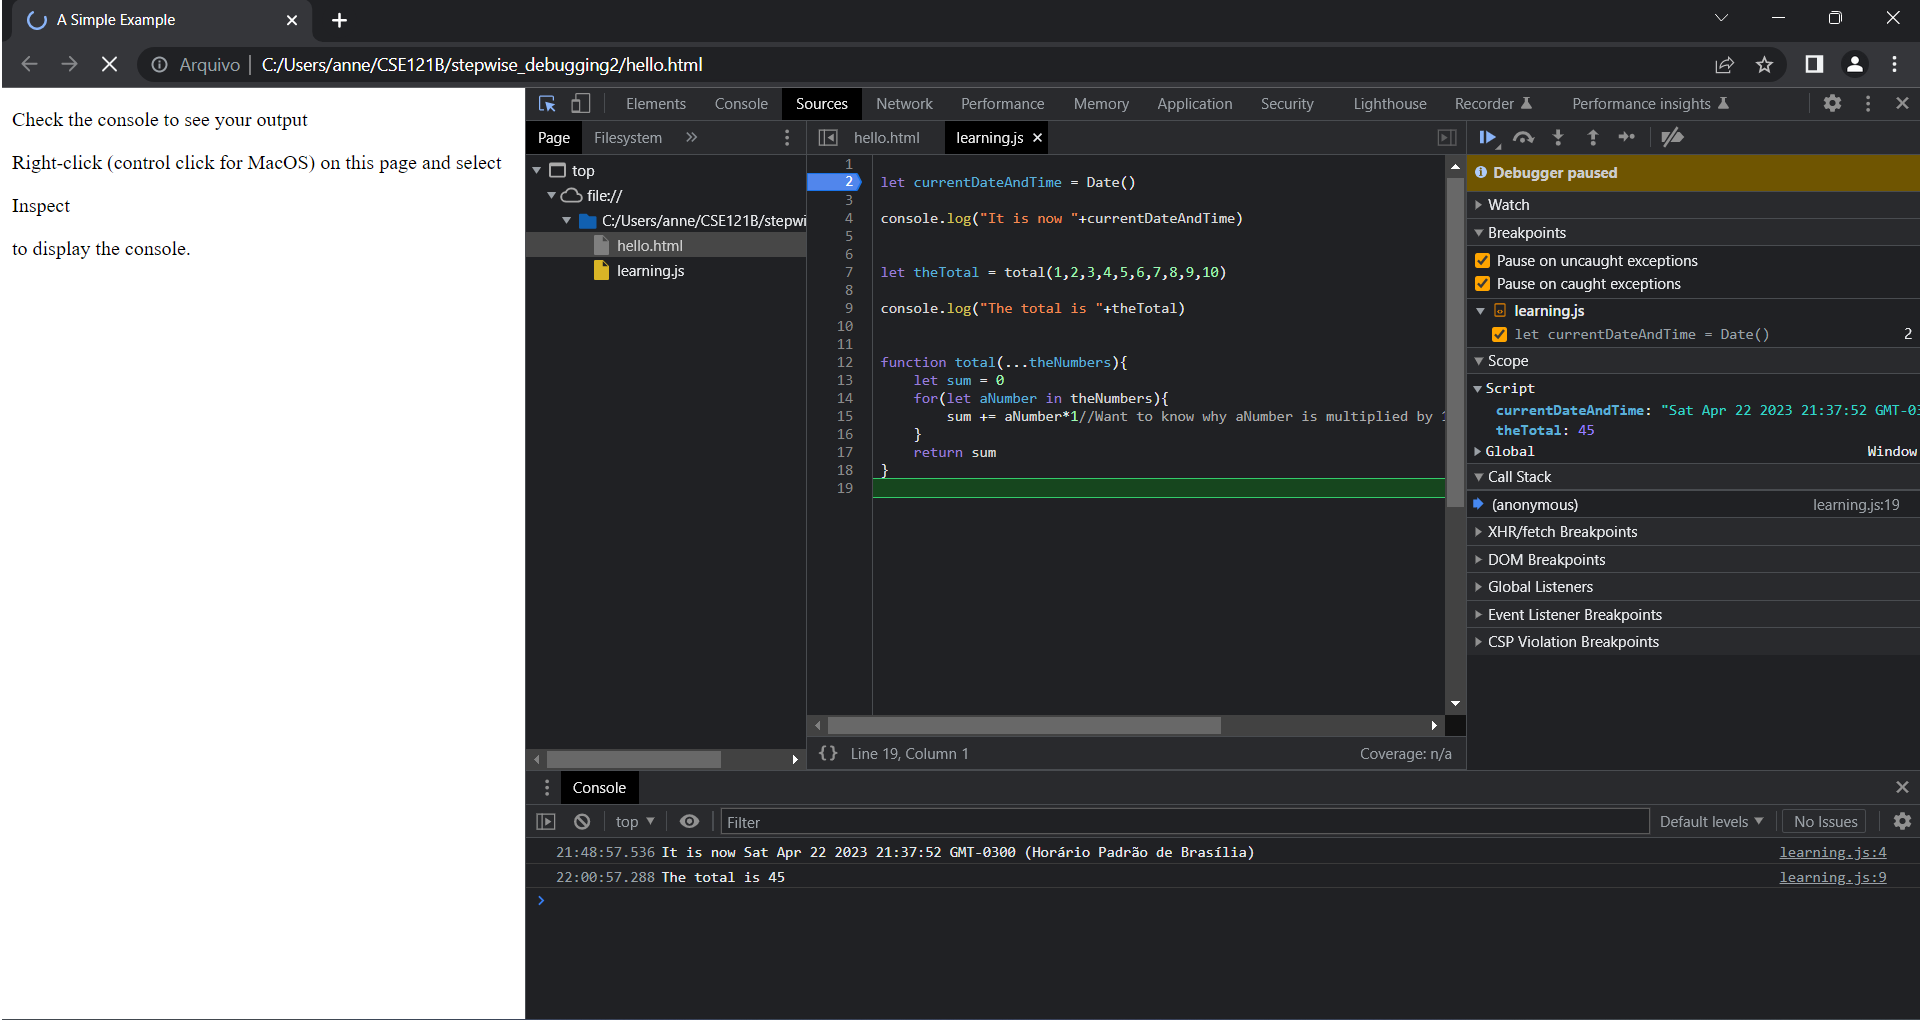 A Simple Example
Arquivo | C:/Users/anne/CSE121B/stepwise_debugging2/hello.html
Check the console to see your output
Right-click (control click for MacOS) on this page and select
Inspect
to display the console.
Elements Console Sources Network Performance Memory Application Security Lighthouse Recorder Performance insights
Page Filesystem »
top
file://
C:/Users/anne/CSE121B/stepwi
hello.html
learning.js
hello.html learning.js
1
2 let currentDateAndTime = Date()
3
4 console.log("It is now "+currentDateAndTime)
5
6
7 let theTotal = total(1,2,3,4,5,6,7,8,9,10)
8
9 console.log("The total is "+theTotal)
10
11
12 function total(...theNumbers){
13 let sum = 0
14 for(let aNumber in theNumbers){
15 sum += aNumber*1//Want to know why aNumber is multiplied by
16 }
17 return sum
18 }
19
{} Line 19, Column 1 Coverage: n/a
Debugger paused
Watch
Breakpoints
Pause on uncaught exceptions
Pause on caught exceptions
learning.js
let currentDateAndTime = Date() 2
Scope
Script
currentDateAndTime: "Sat Apr 22 2023 21:37:52 GMT-03
theTotal: 45
Global Window
Call Stack
(anonymous) learning.js:19
XHR/fetch Breakpoints
DOM Breakpoints
Global Listeners
Event Listener Breakpoints
CSP Violation Breakpoints
Console
top Filter Default levels No Issues
21:48:57.536 It is now Sat Apr 22 2023 21:37:52 GMT-0300 (Horário Padrão de Brasília) learning.js:4
22:00:57.288 The total is 45 learning.js:9